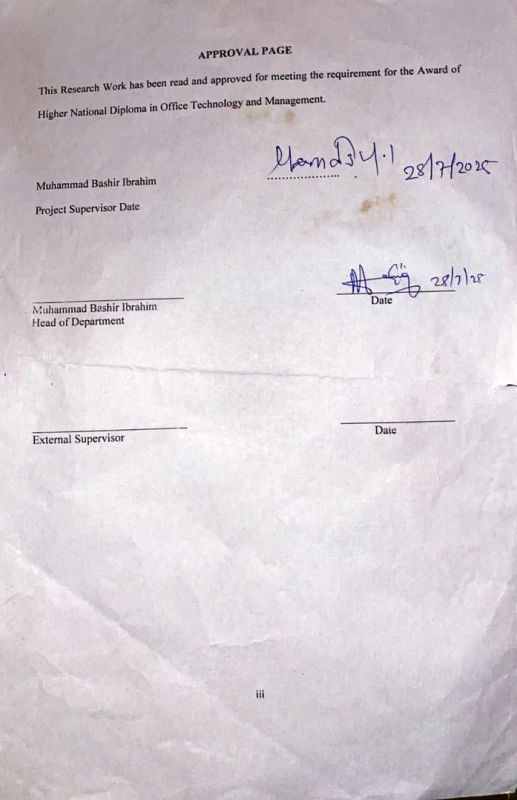 APPROVAL PAGE
This Research Work has been read and approved for meeting the requirement for the Award of
Higher National Diploma in Office Technology and Management.
28/7/2025
Muhammad Bashir Ibrahim
Project Supervisor Date
28/7/25
Date
Muhammad Bashir Ibrahim
Head of Department
External Supervisor
Date
iii